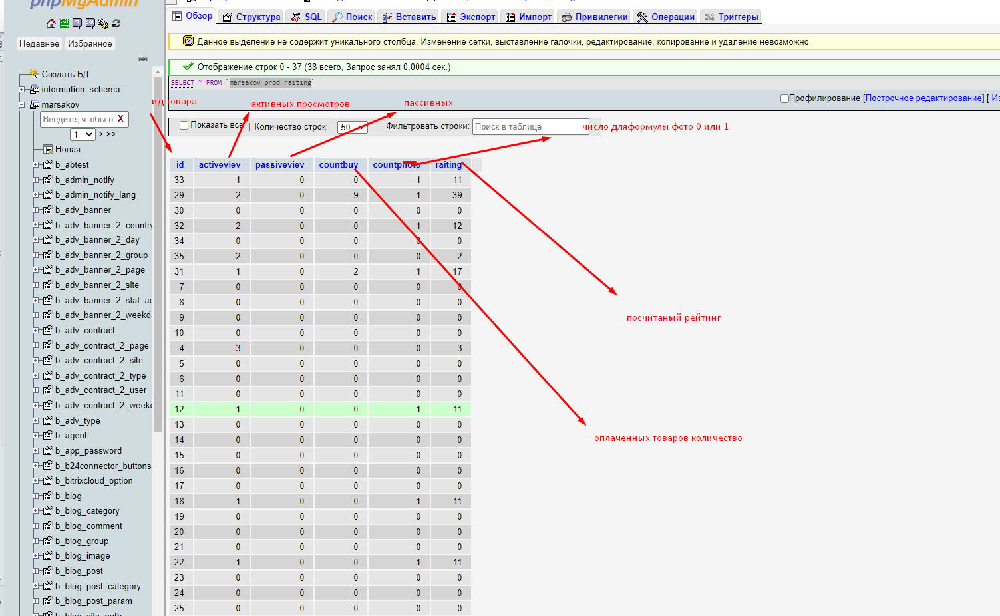 phpMyAdmin
Недавнее Избранное
Создать БД
information_schema
marsakov
Введите, чтобы о X
1 > >>
Новая
b_abtest
b_admin_notify
b_admin_notify_lang
b_adv_banner
b_adv_banner_2_country
b_adv_banner_2_day
b_adv_banner_2_group
b_adv_banner_2_page
b_adv_banner_2_site
b_adv_banner_2_stat_ad
b_adv_banner_2_weekda
b_adv_contract
b_adv_contract_2_page
b_adv_contract_2_site
b_adv_contract_2_type
b_adv_contract_2_user
b_adv_contract_2_weekd
b_adv_type
b_agent
b_app_password
b_b24connector_buttons
b_bitrixcloud_option
b_blog
b_blog_category
b_blog_comment
b_blog_group
b_blog_image
b_blog_post
b_blog_post_category
b_blog_post_param
b_blog_site_path
Обзор Структура SQL Поиск Вставить Экспорт Импорт Привилегии Операции Триггеры
Данное выделение не содержит уникального столбца. Изменение сетки, выставление галочки, редактирование, копирование и удаление невозможно.
Отображение строк 0 - 37 (38 всего, Запрос занял 0,0004 сек.)
SELECT * FROM `marsakov_prod_raiting`
Профилирование [Построчное редактирование] [ Из
ид товара
активных просмотров
пассивных
Показать все | Количество строк: 50 Фильтровать строки: Поиск в таблице
число дляформулы фото 0 или 1
id activeviev passiveviev countbuy countphoto raiting
33 1 0 0 1 11
29 2 0 9 1 39
30 0 0 0 0 0
32 2 0 0 1 12
34 0 0 0 0 0
35 2 0 0 0 2
31 1 0 2 1 17
7 0 0 0 0 0
8 0 0 0 0 0
9 0 0 0 0 0
10 0 0 0 0 0
4 3 0 0 0 3
5 0 0 0 0 0
6 0 0 0 0 0
11 0 0 0 0 0
12 1 0 0 1 11
13 0 0 0 0 0
14 0 0 0 0 0
15 0 0 0 0 0
16 0 0 0 0 0
17 0 0 0 0 0
18 1 0 0 1 11
19 0 0 0 0 0
20 0 0 0 0 0
21 0 0 0 0 0
22 1 0 0 1 11
23 0 0 0 0 0
24 0 0 0 0 0
25 0 0 0 0 0
посчитаный рейтинг
оплаченных товаров количество